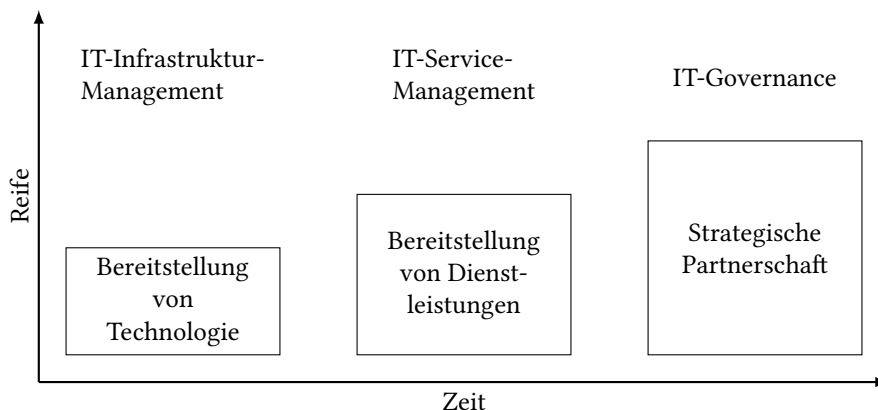 IT-Infrastruktur-
Management
IT-Service-
Management
IT-Governance
Reife
Bereitstellung
von
Technologie
Bereitstellung
von Dienst-
leistungen
Strategische
Partnerschaft
Zeit